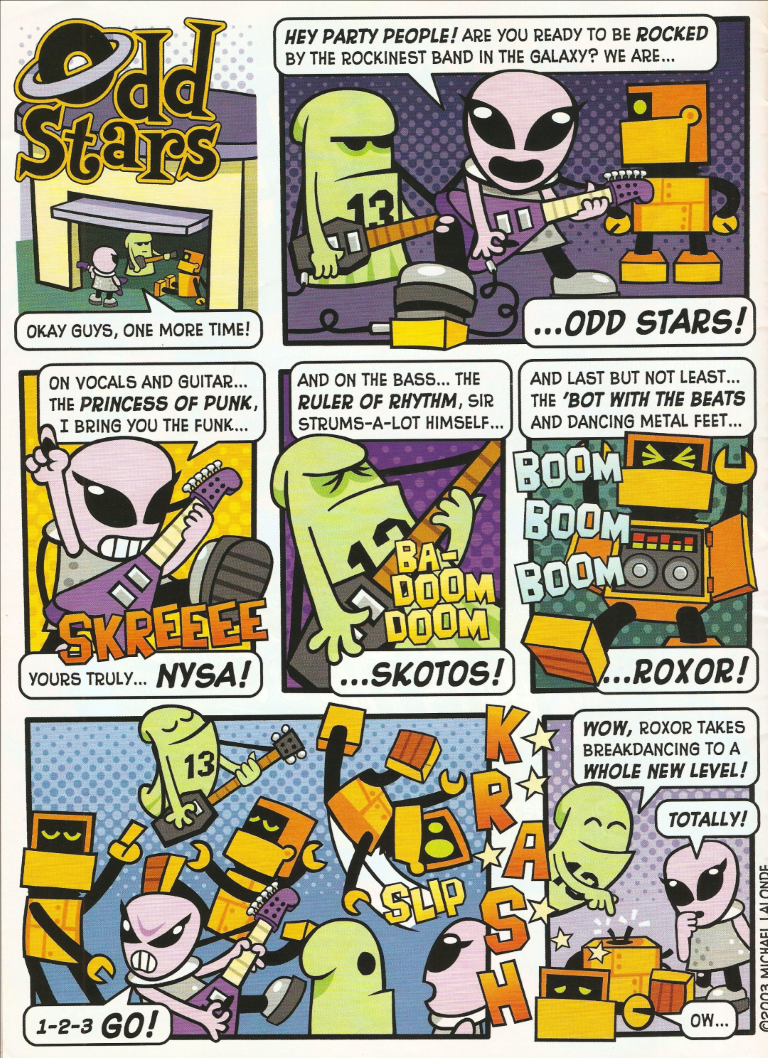 Odd
Stars
OKAY GUYS, ONE MORE TIME!
HEY PARTY PEOPLE! ARE YOU READY TO BE ROCKED
BY THE ROCKINEST BAND IN THE GALAXY? WE ARE...
13
...ODD STARS!
ON VOCALS AND GUITAR...
THE PRINCESS OF PUNK,
I BRING YOU THE FUNK...
SKREEEE
YOURS TRULY... NYSA!
AND ON THE BASS... THE
RULER OF RHYTHM, SIR
STRUMS-A-LOT HIMSELF...
13
BA-
DOOM
DOOM
...SKOTOS!
AND LAST BUT NOT LEAST...
THE 'BOT WITH THE BEATS
AND DANCING METAL FEET...
BOOM
BOOM
BOOM
...ROXOR!
13
1-2-3 GO!
SLIP
KRASH
WOW, ROXOR TAKES
BREAKDANCING TO A
WHOLE NEW LEVEL!
TOTALLY!
OW...
©2003 MICHAEL LALONDE